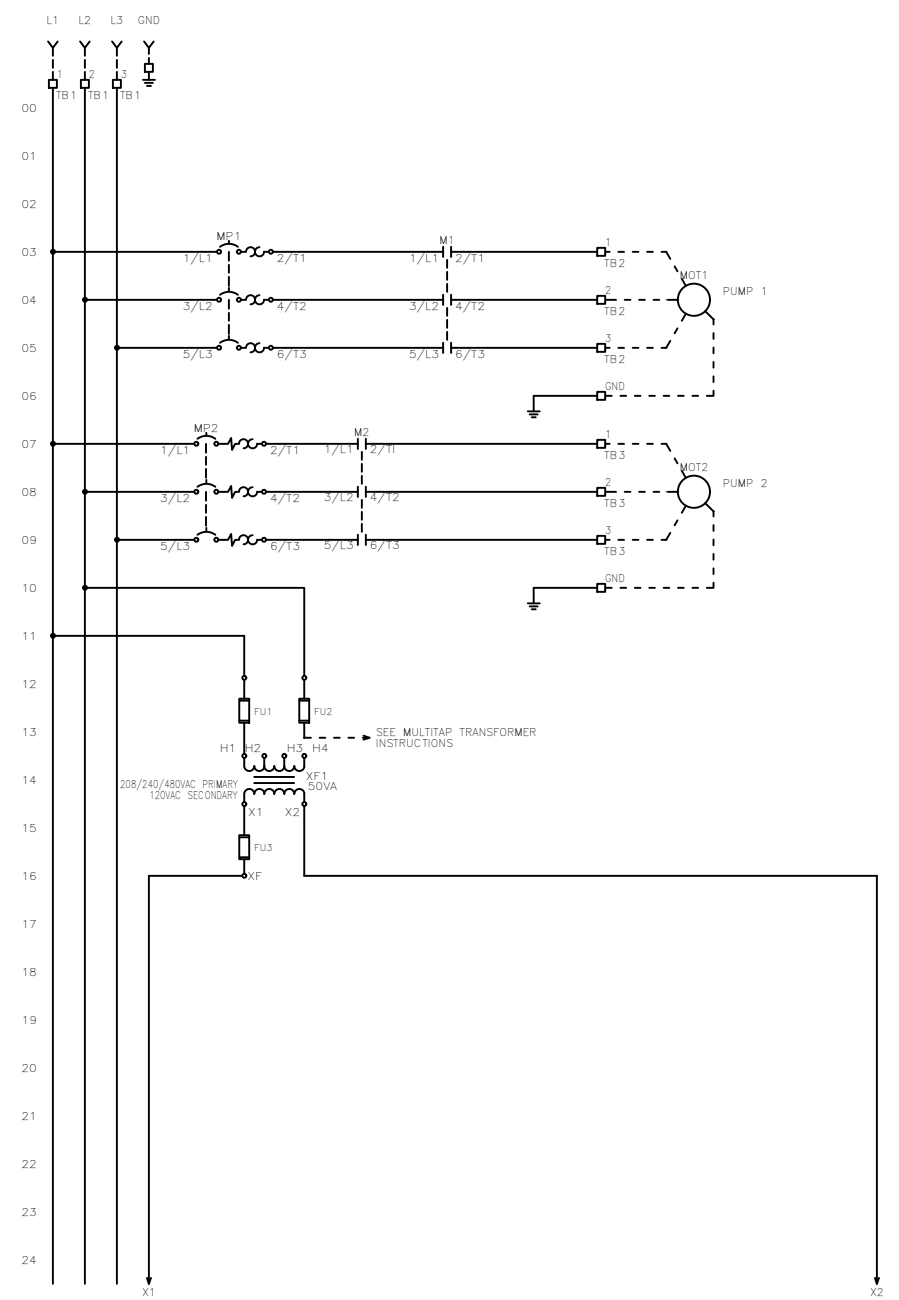 L1 L2 L3 GND
1 2 3
TB1 TB1 TB1
00
01
02
MP1 M1 1
03 1/L1 2/T1 1/L1 2/T1 TB2
MOT1
PUMP 1
2
04 3/L2 4/T2 3/L2 4/T2 TB2
3
05 5/L3 6/T3 5/L3 6/T3 TB2
GND
06
MP2 M2 1
07 1/L1 2/T1 1/L1 2/TI TB3
MOT2
PUMP 2
2
08 3/L2 4/T2 3/L2 4/T2 TB3
3
09 5/L3 6/T3 5/L3 6/T3 TB3
GND
10
11
12
FU1 FU2
13 SEE MULTITAP TRANSFORMER
INSTRUCTIONS
H1 H2 H3 H4
14 XF1
208/240/480VAC PRIMARY 50VA
120VAC SECONDARY
X1 X2
15
FU3
16 XF
17
18
19
20
21
22
23
24
X1 X2